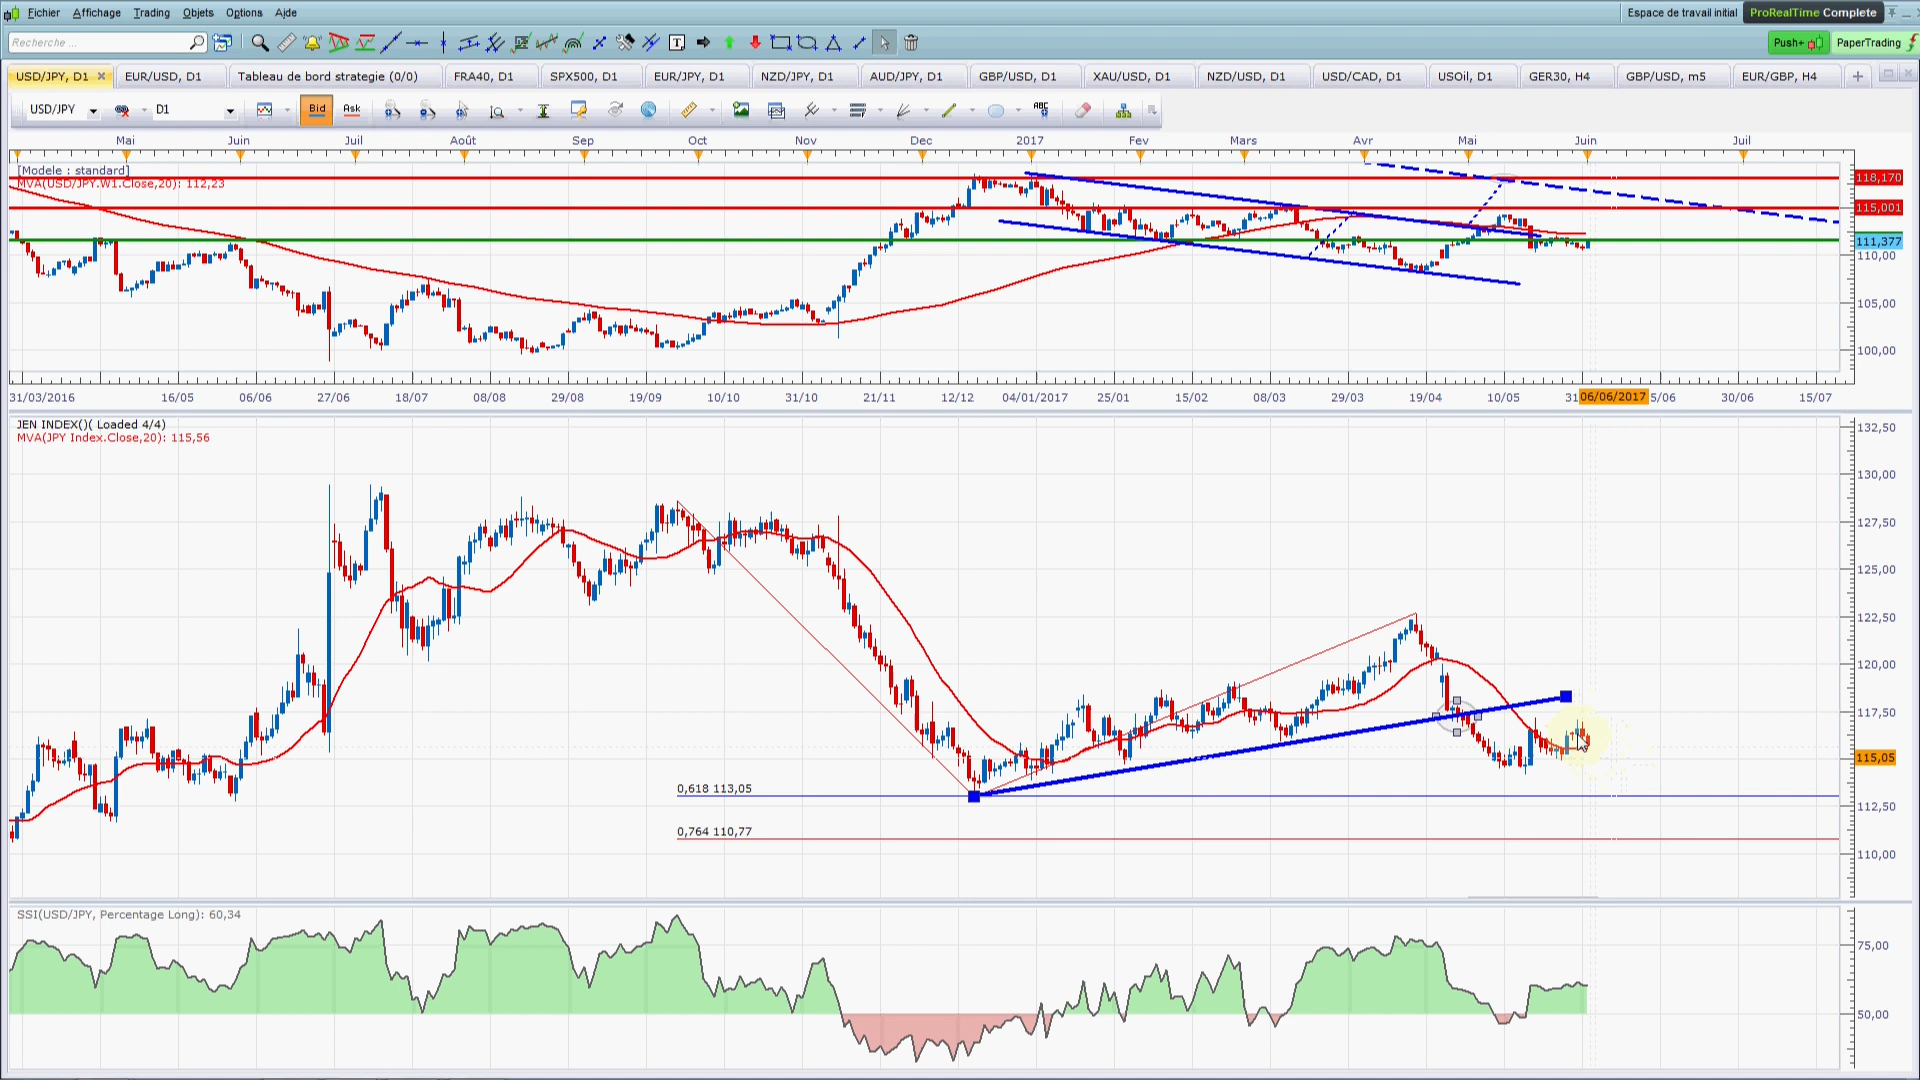 Fichier Affichage Trading Objets Options Aide Espace de travail initial ProRealTime Complete
Recherche ... T Push+ PaperTrading
USD/JPY, D1 EUR/USD, D1 Tableau de bord strategie (0/0) FRA40, D1 SPX500, D1 EUR/JPY, D1 NZD/JPY, D1 AUD/JPY, D1 GBP/USD, D1 XAU/USD, D1 NZD/USD, D1 USD/CAD, D1 USOil, D1 GER30, H4 GBP/USD, m5 EUR/GBP, H4
USD/JPY D1 Bid Ask ABC
Mai Juin Juil Août Sep Oct Nov Dec 2017 Fev Mars Avr Mai Juin Juil
[Modele : standard]
MVA(USD/JPY.W1.Close,20): 112,23
118,170
115,001
111,377
110,00
105,00
100,00
31/03/2016 16/05 06/06 27/06 18/07 08/08 29/08 19/09 10/10 31/10 21/11 12/12 04/01/2017 25/01 15/02 08/03 29/03 19/04 10/05 31 06/06/2017 5/06 30/06 15/07
JEN INDEX()( Loaded 4/4)
MVA(JPY Index.Close,20): 115,56
132,50
130,00
127,50
125,00
122,50
120,00
117,50
115,05
0,618 113,05
112,50
0,764 110,77
110,00
SSI(USD/JPY, Percentage Long): 60,34
75,00
50,00